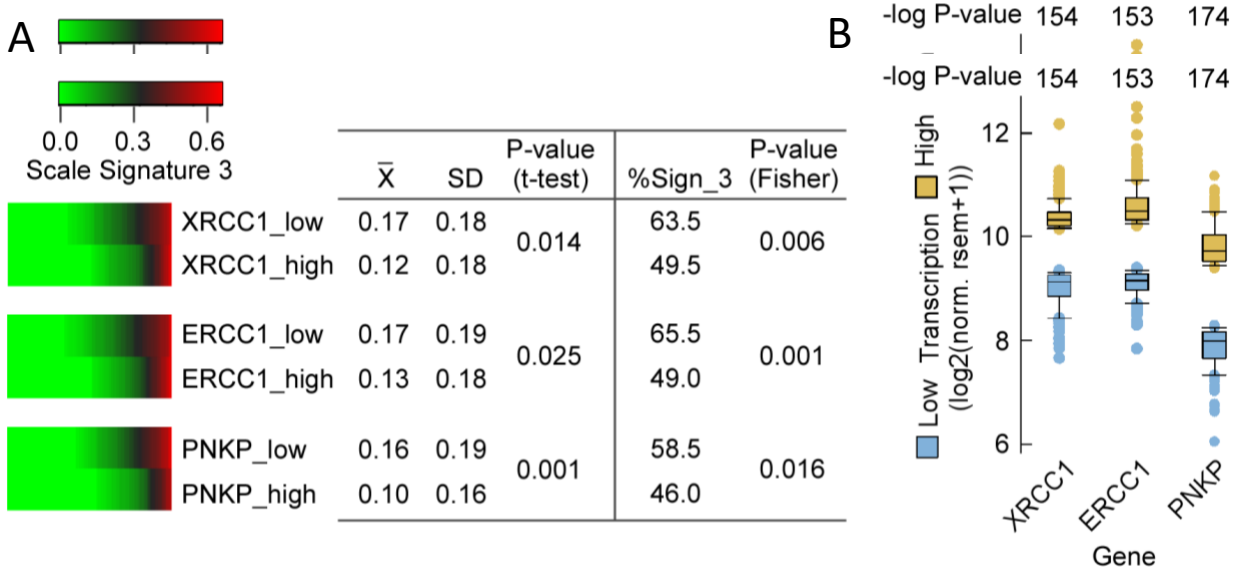 A
0.0 0.3 0.6
Scale Signature 3
X̅ SD P-value (t-test) %Sign_3 P-value (Fisher)
XRCC1_low 0.17 0.18 63.5
0.014 0.006
XRCC1_high 0.12 0.18 49.5
ERCC1_low 0.17 0.19 65.5
0.025 0.001
ERCC1_high 0.13 0.18 49.0
PNKP_low 0.16 0.19 58.5
0.001 0.016
PNKP_high 0.10 0.16 46.0
B
-log P-value 154 153 174
-log P-value 154 153 174
Low Transcription High
(log2(norm. rsem+1))
12
10
8
6
XRCC1
ERCC1
PNKP
Gene